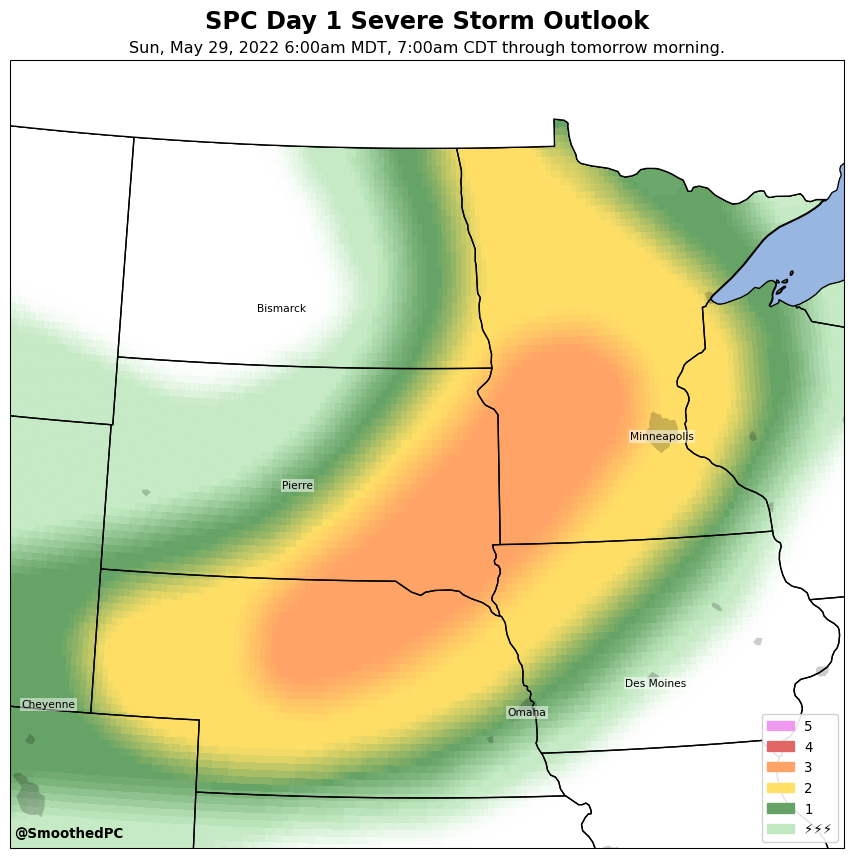 SPC Day 1 Severe Storm Outlook
Sun, May 29, 2022 6:00am MDT, 7:00am CDT through tomorrow morning.
Bismarck
Minneapolis
Pierre
Des Moines
Cheyenne
Omaha
5
4
3
2
1
⚡⚡⚡
@SmoothedPC